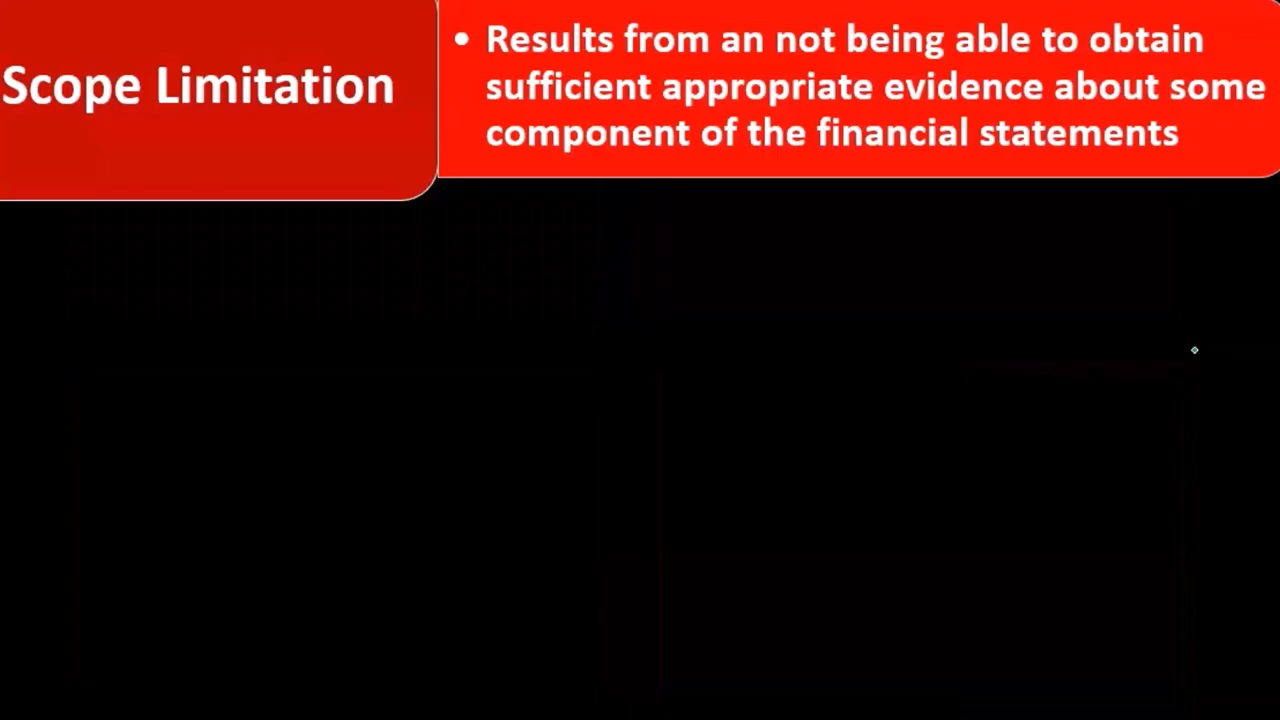 Scope Limitation
• Results from an not being able to obtain
sufficient appropriate evidence about some
component of the financial statements